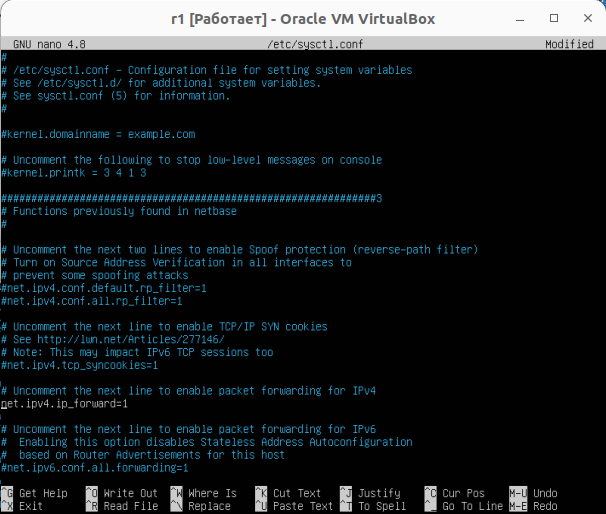 r1 [Работает] - Oracle VM VirtualBox
GNU nano 4.8 /etc/sysctl.conf Modified
#
# /etc/sysctl.conf - Configuration file for setting system variables
# See /etc/sysctl.d/ for additional system variables.
# See sysctl.conf (5) for information.
#
#kernel.domainname = example.com
# Uncomment the following to stop low-level messages on console
#kernel.printk = 3 4 1 3
##############################################################3
# Functions previously found in netbase
#
# Uncomment the next two lines to enable Spoof protection (reverse-path filter)
# Turn on Source Address Verification in all interfaces to
# prevent some spoofing attacks
#net.ipv4.conf.default.rp_filter=1
#net.ipv4.conf.all.rp_filter=1
# Uncomment the next line to enable TCP/IP SYN cookies
# See http://lwn.net/Articles/277146/
# Note: This may impact IPv6 TCP sessions too
#net.ipv4.tcp_syncookies=1
# Uncomment the next line to enable packet forwarding for IPv4
net.ipv4.ip_forward=1
# Uncomment the next line to enable packet forwarding for IPv6
#  Enabling this option disables Stateless Address Autoconfiguration
#  based on Router Advertisements for this host
#net.ipv6.conf.all.forwarding=1
^G Get Help ^O Write Out ^W Where Is ^K Cut Text ^J Justify ^C Cur Pos M-U Undo
^X Exit ^R Read File ^\ Replace ^U Paste Text ^T To Spell ^_ Go To Line M-E Redo